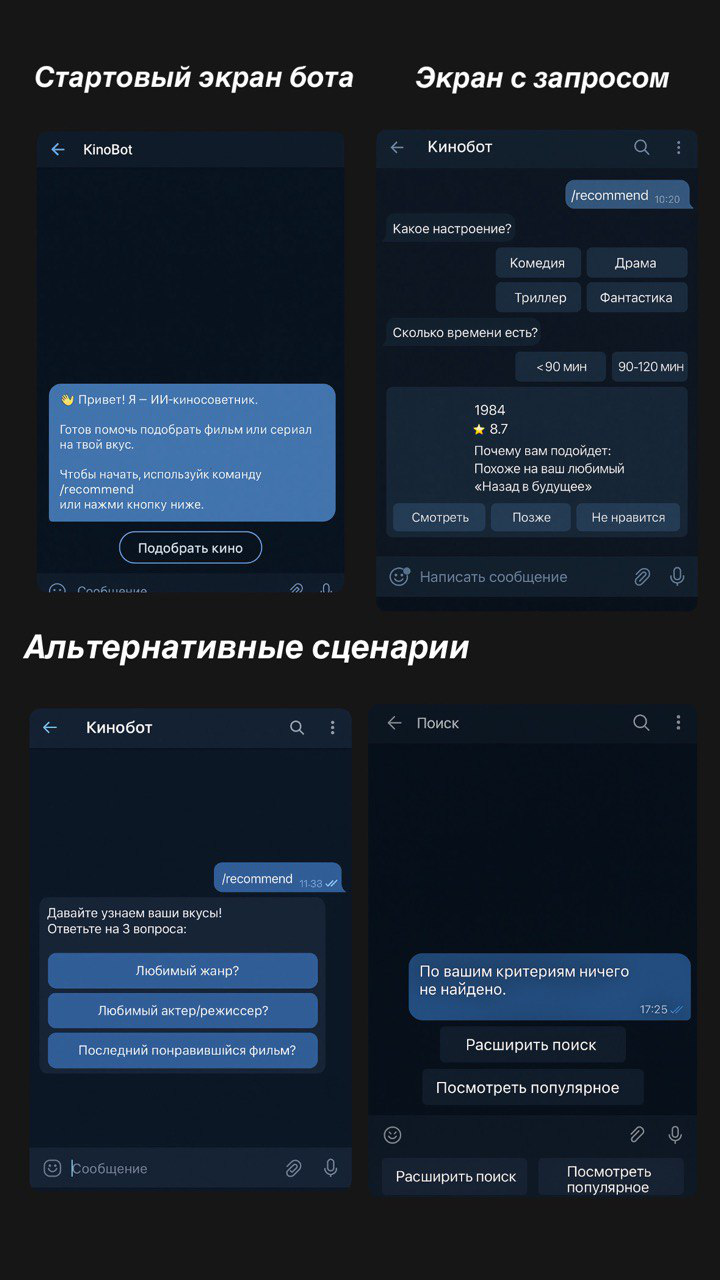 Стартовый экран бота
KinoBot
👋 Привет! Я – ИИ-киносоветник.
Готов помочь подобрать фильм или сериал
на твой вкус.
Чтобы начать, используйк команду
/recommend
или нажми кнопку ниже.
Подобрать кино
Сообщение
Экран с запросом
Кинобот
/recommend 10:20
Какое настроение?
Комедия
Драма
Триллер
Фантастика
Сколько времени есть?
<90 мин
90-120 мин
1984
⭐ 8.7
Почему вам подойдет:
Похоже на ваш любимый
«Назад в будущее»
Смотреть
Позже
Не нравится
Написать сообщение
Альтернативные сценарии
Кинобот
/recommend 11:33
Давайте узнаем ваши вкусы!
Ответьте на 3 вопроса:
Любимый жанр?
Любимый актер/режиссер?
Последний понравившійся фильм?
Сообщение
Поиск
По вашим критериям ничего
не найдено.
17:25
Расширить поиск
Посмотреть популярное
Расширить поиск
Посмотреть
популярное